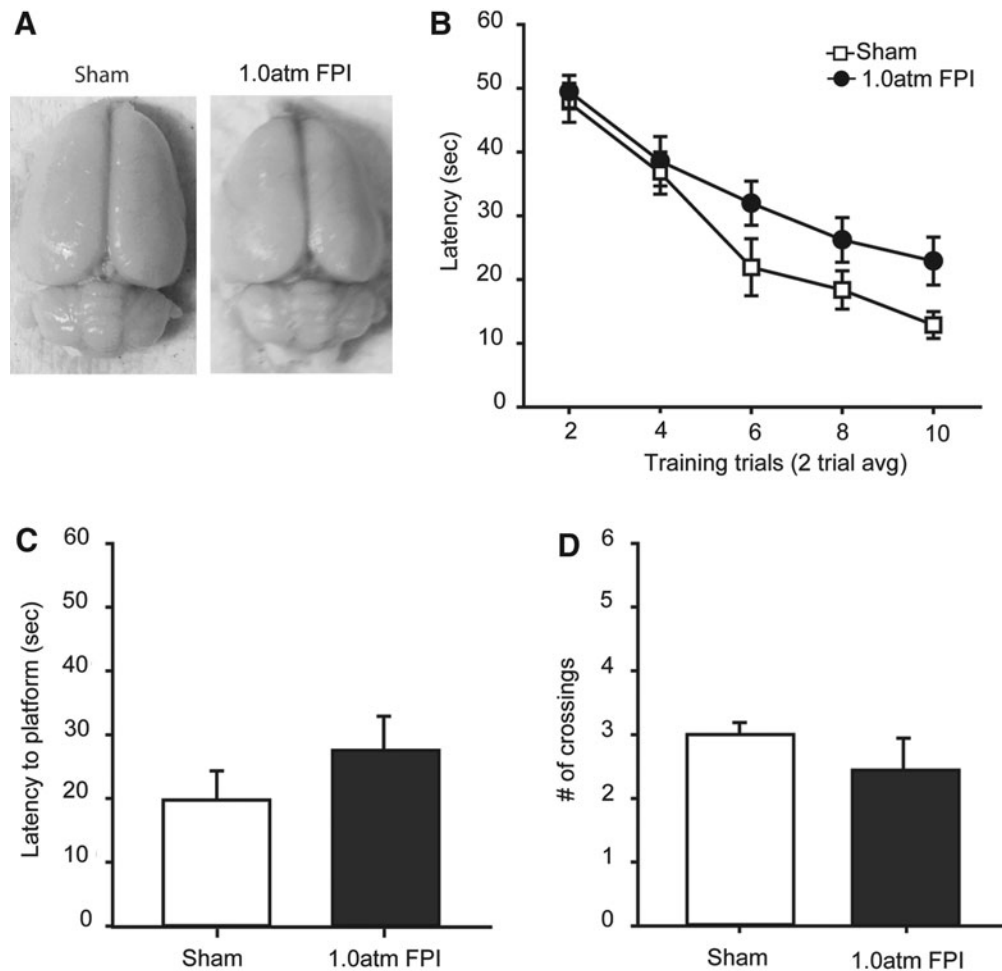 A
Sham
1.0atm FPI
B
60
50
40
30
20
10
0
Latency (sec)
Sham
1.0atm FPI
2 4 6 8 10
Training trials (2 trial avg)
C
60
50
40
30
20
10
0
Latency to platform (sec)
Sham
1.0atm FPI
D
6
5
4
3
2
1
0
# of crossings
Sham
1.0atm FPI